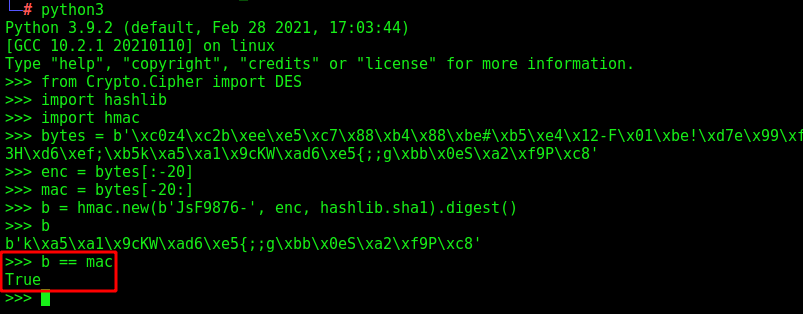 └─# python3
Python 3.9.2 (default, Feb 28 2021, 17:03:44)
[GCC 10.2.1 20210110] on linux
Type "help", "copyright", "credits" or "license" for more information.
>>> from Crypto.Cipher import DES
>>> import hashlib
>>> import hmac
>>> bytes = b'\xc0z4\xc2b\xee\xe5\xc7\x88\xb4\x88\xbe#\xb5\xe4\x12-F\x01\xbe!\xd7e\x99\xf
3H\xd6\xef;\xb5k\xa5\xa1\x9cKW\xad6\xe5{;;g\xbb\x0eS\xa2\xf9P\xc8'
>>> enc = bytes[:-20]
>>> mac = bytes[-20:]
>>> b = hmac.new(b'JsF9876-', enc, hashlib.sha1).digest()
>>> b
b'k\xa5\xa1\x9cKW\xad6\xe5{;;g\xbb\x0eS\xa2\xf9P\xc8'
>>> b == mac
True
>>>